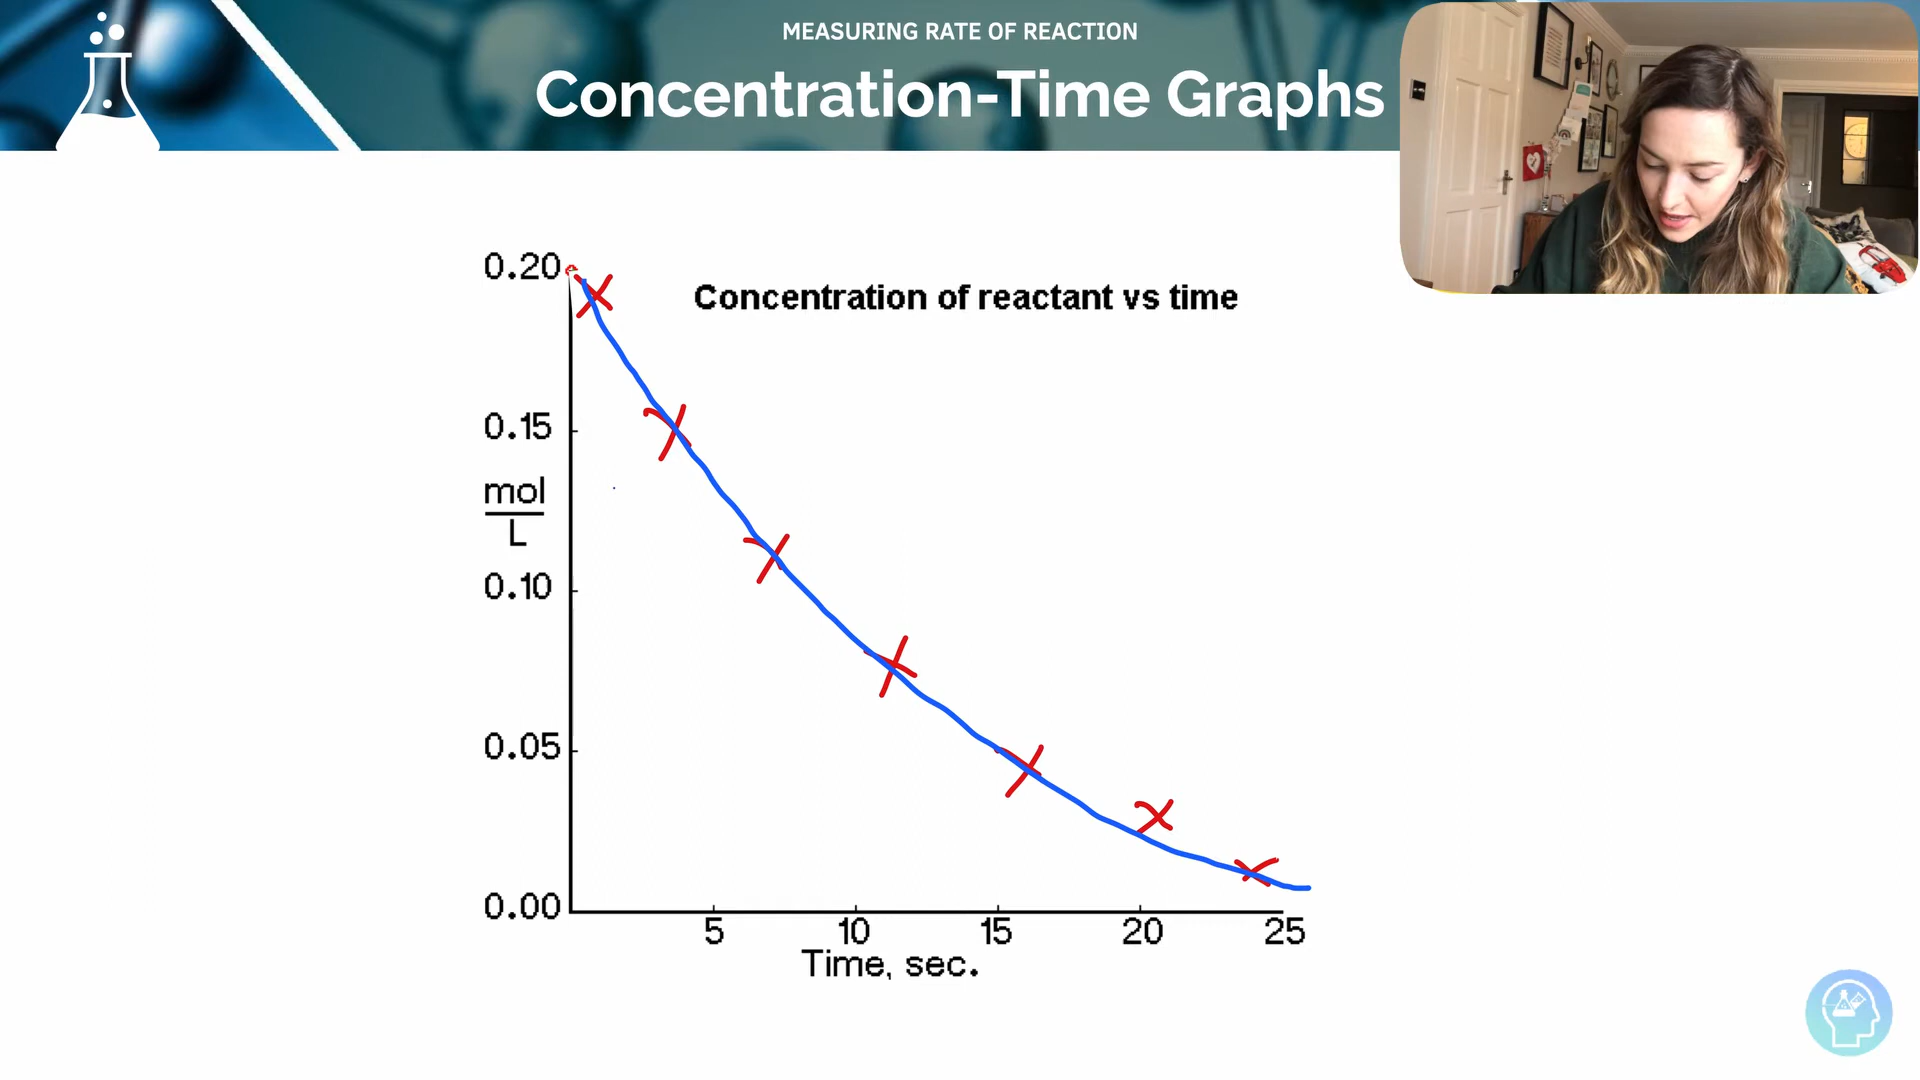 MEASURING RATE OF REACTION
Concentration-Time Graphs
Concentration of reactant vs time
0.20
0.15
mol
L
0.10
0.05
0.00
5 10 15 20 25
Time, sec.